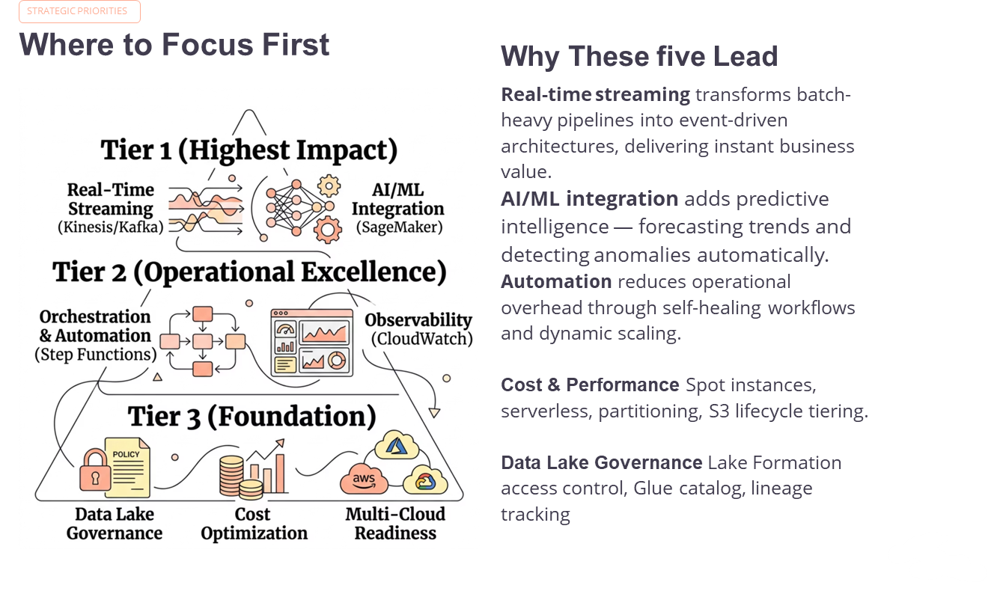 STRATEGIC PRIORITIES
Where to Focus First
Tier 1 (Highest Impact)
Real-Time
Streaming
(Kinesis/Kafka)
AI/ML
Integration
(SageMaker)
Tier 2 (Operational Excellence)
Orchestration
& Automation
(Step Functions)
Observability
(CloudWatch)
Tier 3 (Foundation)
POLICY
aws
Data Lake
Governance
Cost
Optimization
Multi-Cloud
Readiness
Why These five Lead
Real-time streaming transforms batch-
heavy pipelines into event-driven
architectures, delivering instant business
value.
AI/ML integration adds predictive
intelligence — forecasting trends and
detecting anomalies automatically.
Automation reduces operational
overhead through self-healing workflows
and dynamic scaling.
Cost & Performance Spot instances,
serverless, partitioning, S3 lifecycle tiering.
Data Lake Governance Lake Formation
access control, Glue catalog, lineage
tracking